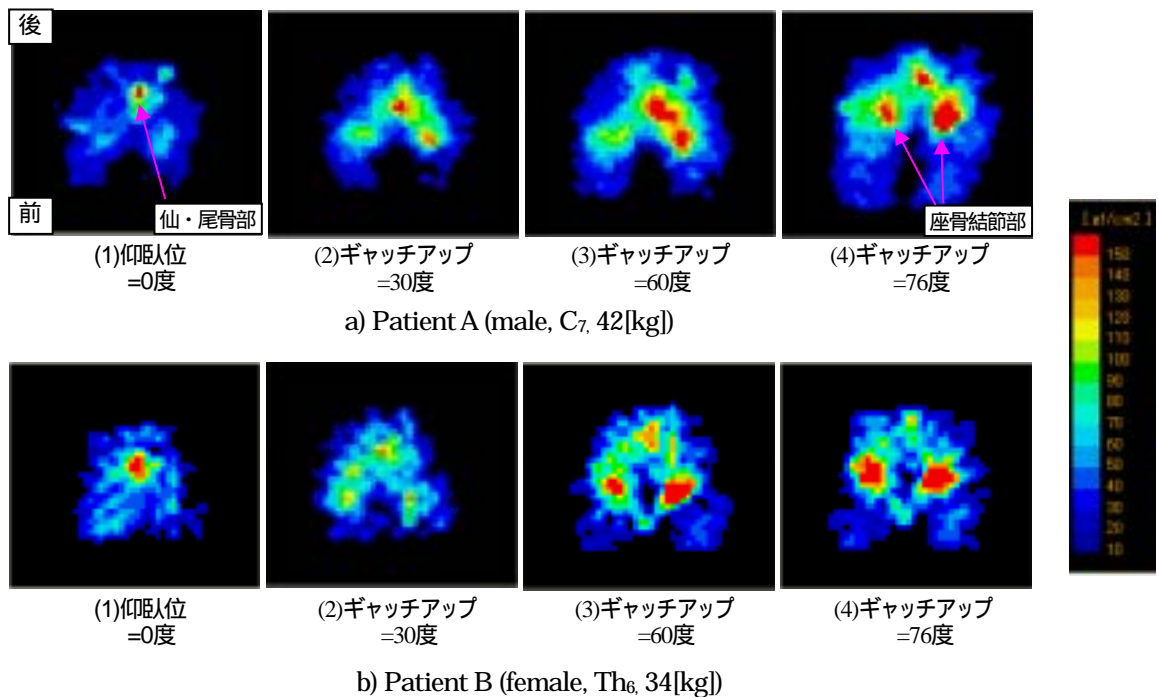 後
前
仙・尾骨部
座骨結節部
(1)仰臥位
=0度
(2)ギャッチアップ
=30度
(3)ギャッチアップ
=60度
(4)ギャッチアップ
=76度
a) Patient A (male, C7, 42[kg])
150
140
130
120
110
100
90
80
70
60
50
40
30
20
10
(1)仰臥位
=0度
(2)ギャッチアップ
=30度
(3)ギャッチアップ
=60度
(4)ギャッチアップ
=76度
b) Patient B (female, Th6, 34[kg])